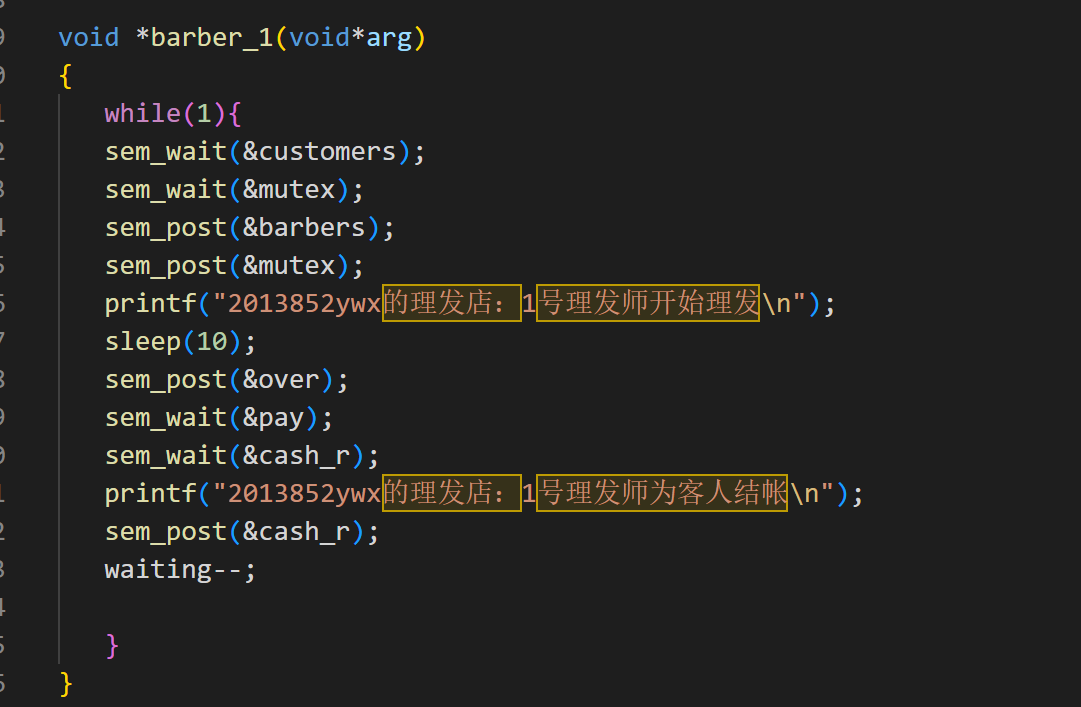 void *barber_1(void*arg)
{
while(1){
sem_wait(&customers);
sem_wait(&mutex);
sem_post(&barbers);
sem_post(&mutex);
printf("2013852ywx的理发店：1号理发师开始理发\n");
sleep(10);
sem_post(&over);
sem_wait(&pay);
sem_wait(&cash_r);
printf("2013852ywx的理发店：1号理发师为客人结帐\n");
sem_post(&cash_r);
waiting--;
}
}